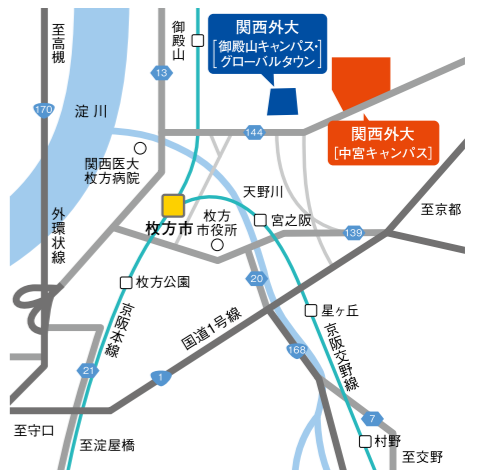 至高槻
御殿山
関西外大
[御殿山キャンパス・]
グローバルタウン
13
170
淀川
144
関西外大
[中宮キャンパス]
関西医大
枚方病院
天野川
至京都
外環状線
枚方市
枚方
市役所
宮之阪
139
枚方公園
20
京阪本線
国道1号線
星ヶ丘
京阪交野線
168
21
1
7
至守口
至淀屋橋
村野
至交野